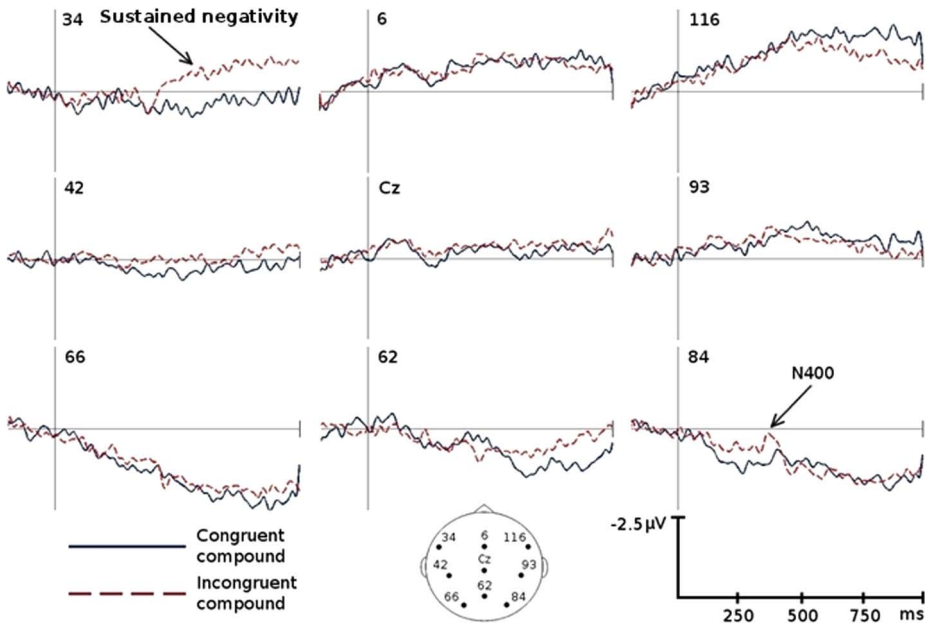 34 Sustained negativity
6
116
42
Cz
93
66
62
84
N400
Congruent
compound
Incongruent
compound
34 6 116
Cz
42 93
62
66 84
-2.5 μV
250 500 750 ms